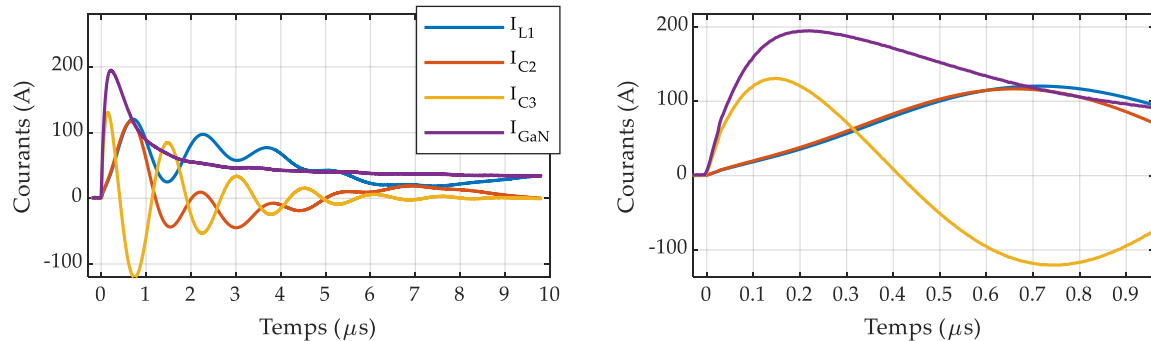 200
100
0
-100
0 1 2 3 4 5 6 7 8 9 10
Courants (A)
Temps (μs)
I_L1
I_C2
I_C3
I_GaN
200
100
0
-100
0 0.1 0.2 0.3 0.4 0.5 0.6 0.7 0.8 0.9
Courants (A)
Temps (μs)